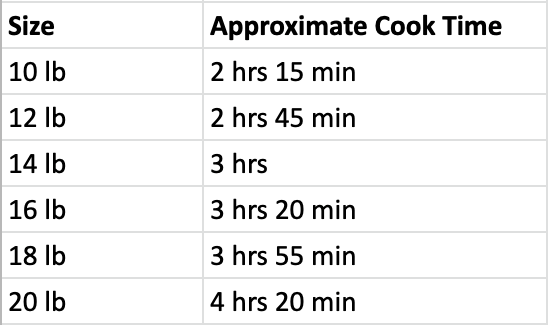 Size Approximate Cook Time
10 lb 2 hrs 15 min
12 lb 2 hrs 45 min
14 lb 3 hrs
16 lb 3 hrs 20 min
18 lb 3 hrs 55 min
20 lb 4 hrs 20 min